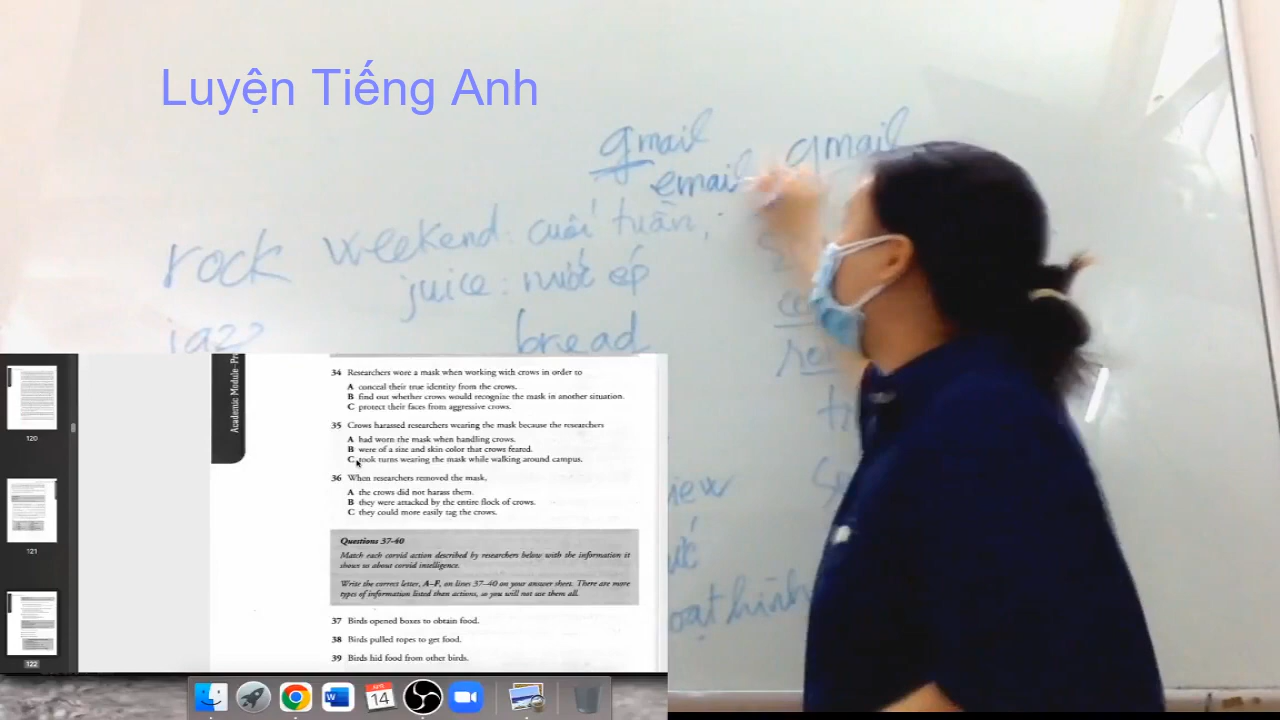 Luyện Tiếng Anh
gmail gmail
email
rock weekend: cuối tuần,
juice: nước ép
jazz bread
Academic Module-Pr
34 Researchers wore a mask when working with crows in order to
A conceal their true identity from the crows.
B find out whether crows would recognize the mask in another situation.
C protect their faces from aggressive crows.
35 Crows harassed researchers wearing the mask because the researchers
A had worn the mask when handling crows.
B were of a size and skin color that crows feared.
C took turns wearing the mask while walking around campus.
36 When researchers removed the mask,
A the crows did not harass them.
B they were attacked by the entire flock of crows.
C they could more easily tag the crows.
Questions 37-40
Match each corvid action described by researchers below with the information it
shows us about corvid intelligence.
Write the correct letter, A–F, on lines 37–40 on your answer sheet. There are more
types of information listed than actions, so you will not use them all.
37 Birds opened boxes to obtain food.
38 Birds pulled ropes to get food.
39 Birds hid food from other birds.
120
121
122
14